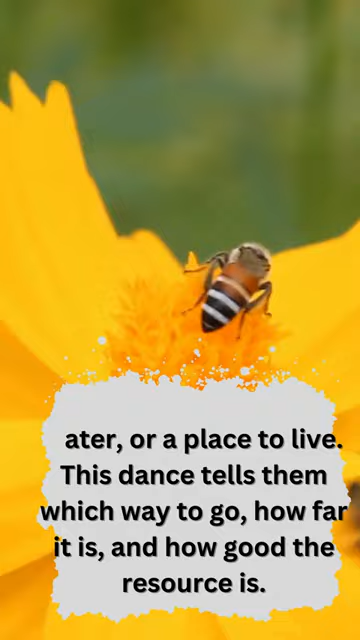 ater, or a place to live.
This dance tells them
which way to go, how far
it is, and how good the
resource is.